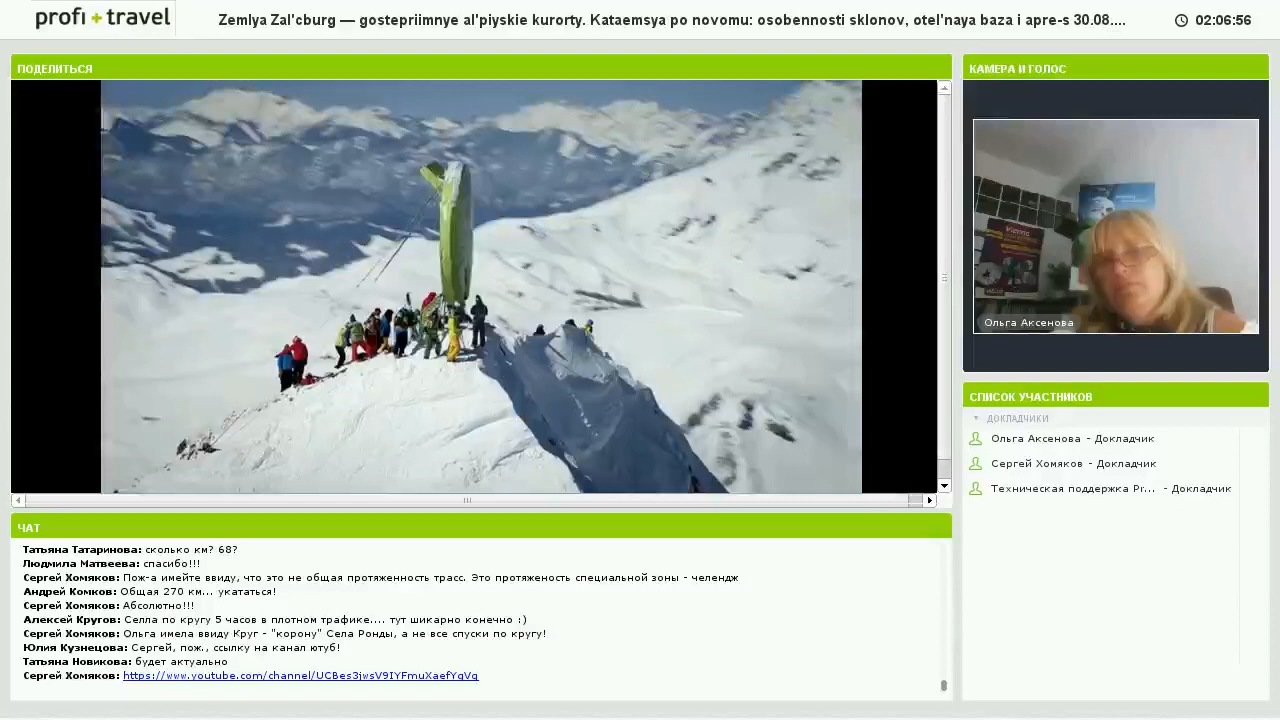 profi + travel
Zemlya Zal'cburg — gostepriimnye al'piyskie kurorty. Kataemsya po novomu: osobennosti sklonov, otel'naya baza i apre-s 30.08....
02:06:56
ПОДЕЛИТЬСЯ
КАМЕРА И ГОЛОС
Vienna
Ольга Аксенова
СПИСОК УЧАСТНИКОВ
ДОКЛАДЧИКИ
Ольга Аксенова - Докладчик
Сергей Хомяков - Докладчик
Техническая поддержка Pr... - Докладчик
ЧАТ
Татьяна Татаринова: сколько км? 68?
Людмила Матвеева: спасибо!!!
Сергей Хомяков: Пож-а имейте ввиду, что это не общая протяженность трасс. Это протяженость специальной зоны - челендж
Андрей Комков: Общая 270 км... укататься!
Сергей Хомяков: Абсолютно!!!
Алексей Кругов: Селла по кругу 5 часов в плотном трафике.... тут шикарно конечно :)
Сергей Хомяков: Ольга имела ввиду Круг - "корону" Села Ронды, а не все спуски по кругу!
Юлия Кузнецова: Сергей, пож., ссылку на канал ютуб!
Татьяна Новикова: будет актуально
Сергей Хомяков: https://www.youtube.com/channel/UCBes3jwsV9IYFmuXaefYqVg